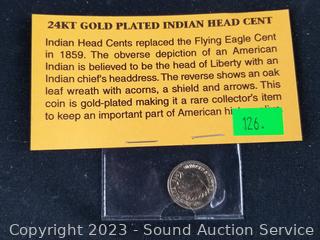 24KT GOLD PLATED INDIAN HEAD CENT
Indian Head Cents replaced the Flying Eagle Cent
in 1859. The obverse depiction of an American
Indian is believed to be the head of Liberty with an
Indian chief's headdress. The reverse shows an oak
leaf wreath with acorns, a shield and arrows. This
coin is gold-plated making it a rare collector's item
to keep an important part of American
126.
Copyright 2023 - Sound Auction Service